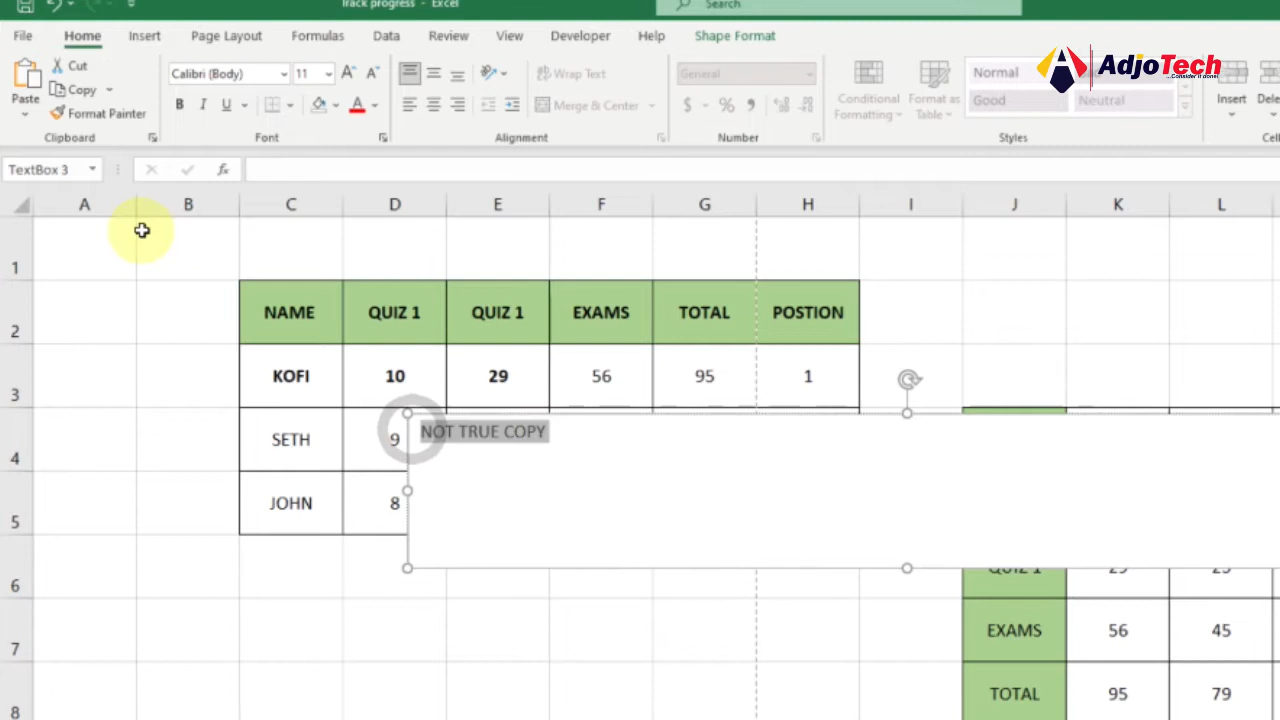 Track progress - Excel
Search
File Home Insert Page Layout Formulas Data Review View Developer Help Shape Format
AdjoTech
...Consider it done!
Paste
Cut
Copy
Format Painter
Clipboard
Calibri (Body) 11
B I U
Font
Wrap Text
Merge & Center
Alignment
General
$ %
Number
Conditional Formatting
Format as Table
Normal
Good
Neutral
Styles
Insert
TextBox 3
fx
A B C D E F G H I J K L
1
2 NAME QUIZ 1 QUIZ 1 EXAMS TOTAL POSTION
3 KOFI 10 29 56 95 1
4 SETH 9
NOT TRUE COPY
5 JOHN 8
6
7 EXAMS 56 45
8 TOTAL 95 79